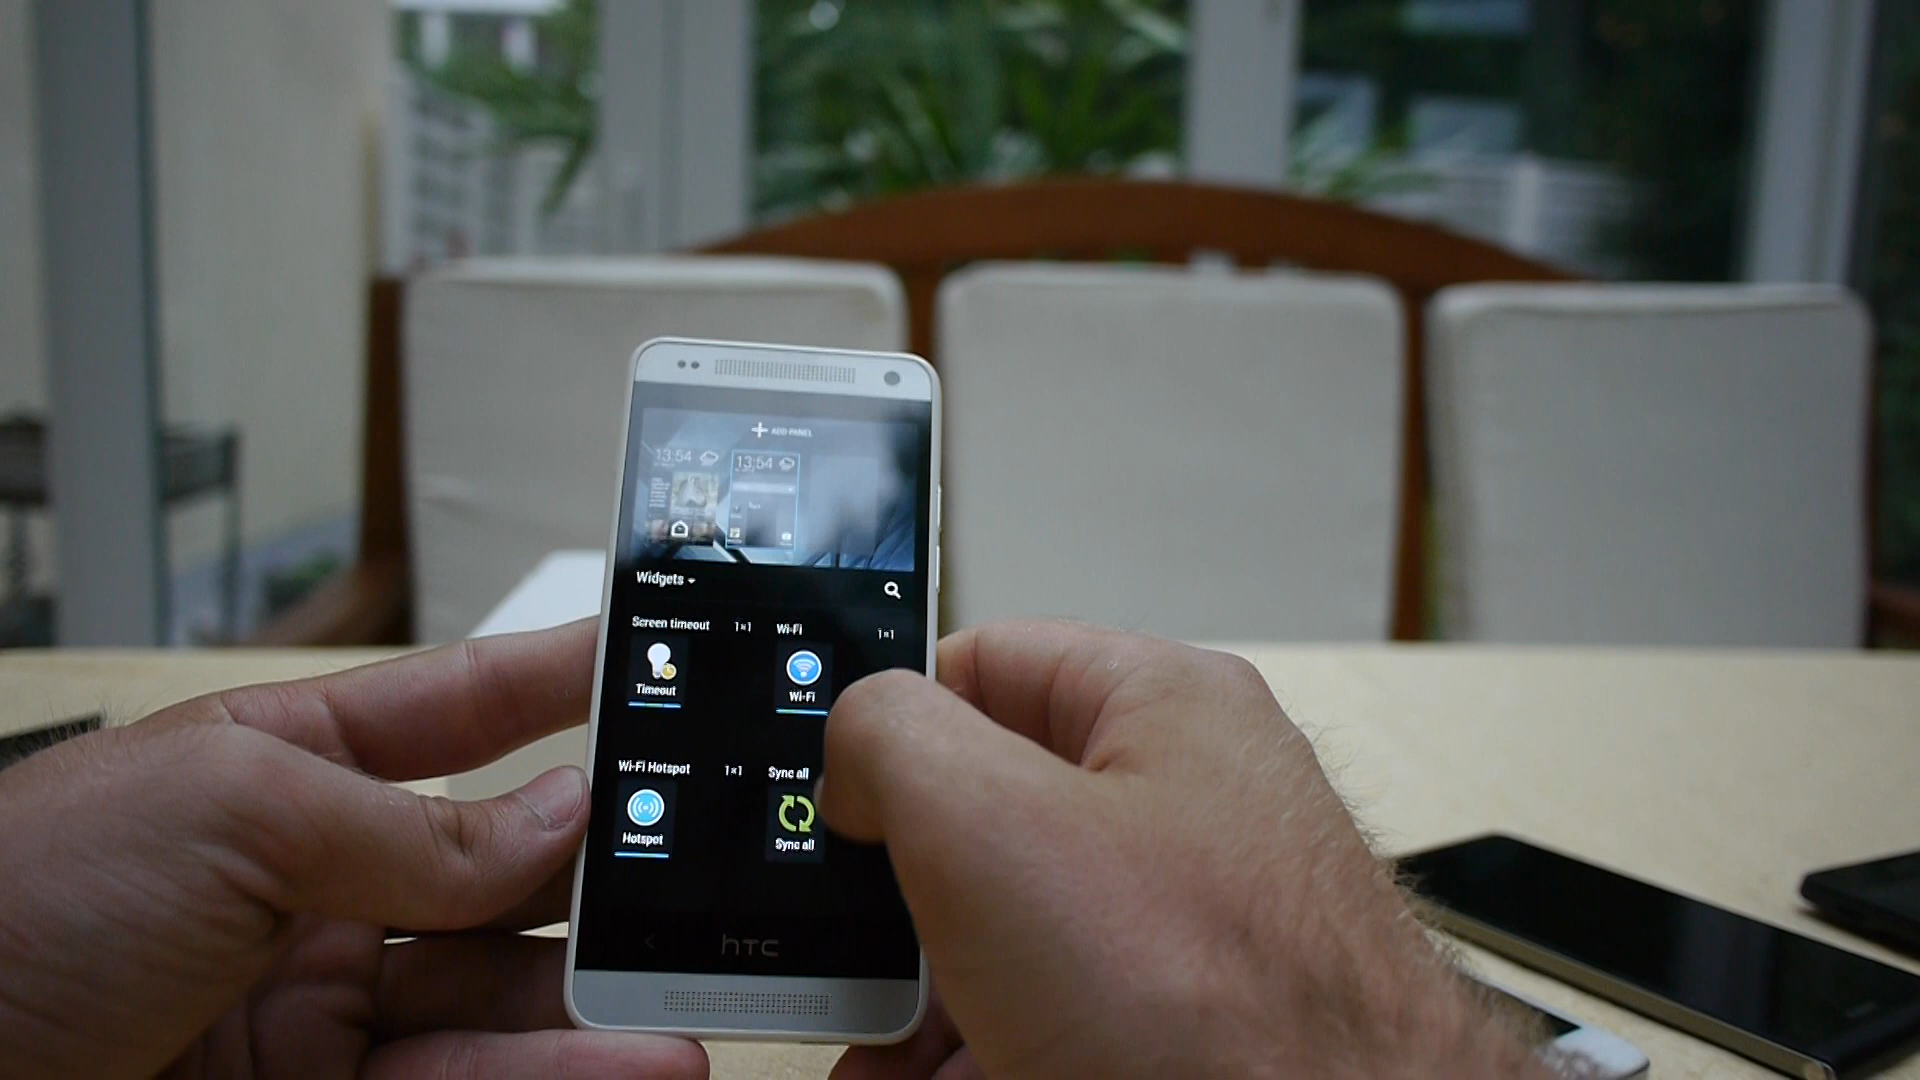 ADD PANEL
13:54
13:54
Widgets
Screen timeout 1×1
Wi-Fi 1×1
Timeout
Wi-Fi
Wi-Fi Hotspot 1×1
Sync all
Hotspot
Sync all
hTC